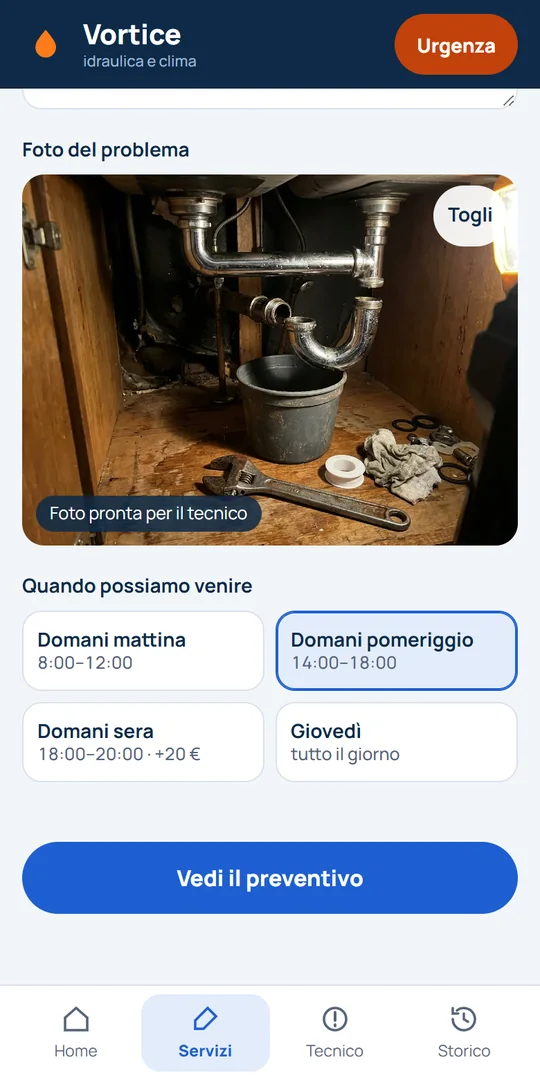 Vortice
idraulica e clima
Urgenza
Foto del problema
Togli
Foto pronta per il tecnico
Quando possiamo venire
Domani mattina
8:00–12:00
Domani pomeriggio
14:00–18:00
Domani sera
18:00–20:00 · +20 €
Giovedì
tutto il giorno
Vedi il preventivo
Home
Servizi
Tecnico
Storico